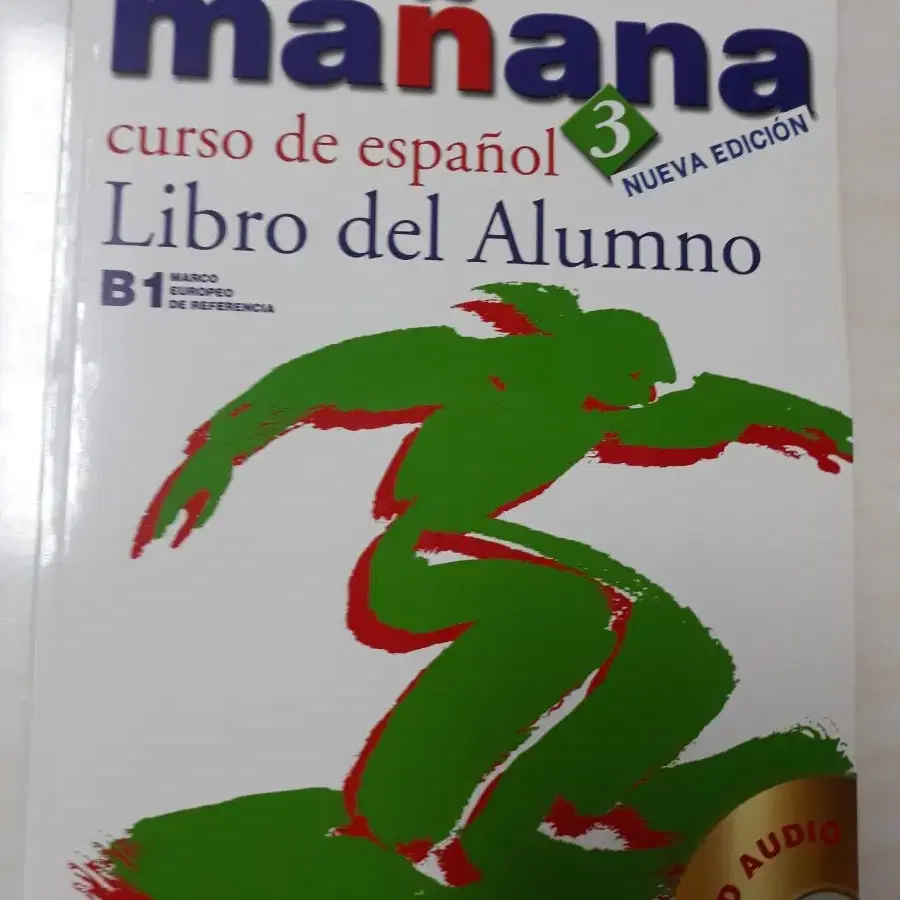 mañana
curso de español 3
NUEVA EDICIÓN
Libro del Alumno
B1 MARCO
EUROPEO
DE REFERENCIA
AUDIO